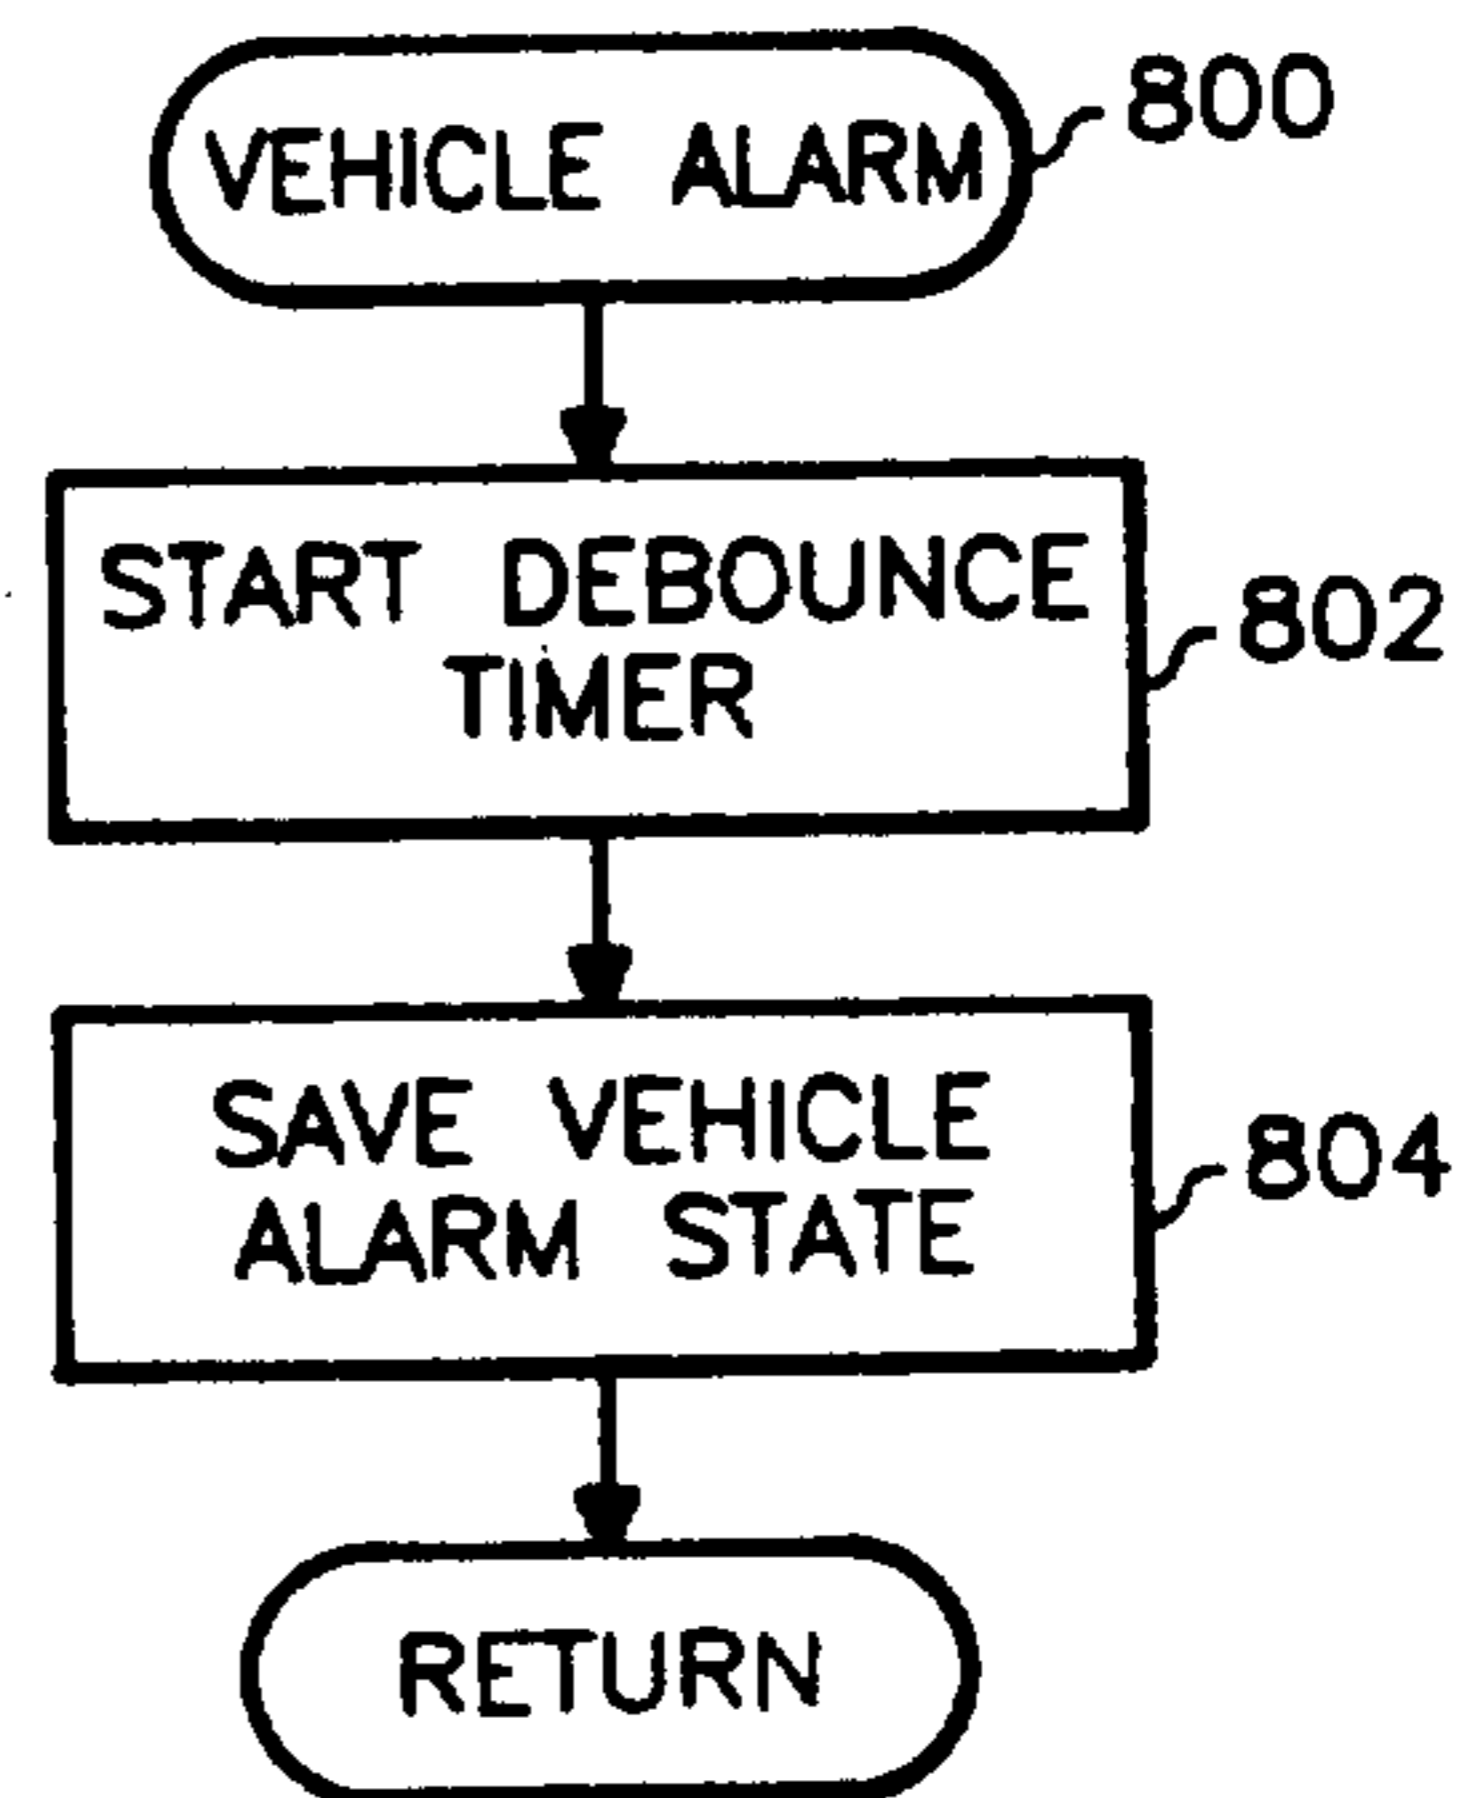 VEHICLE ALARM
800
START DEBOUNCE
TIMER
802
SAVE VEHICLE
ALARM STATE
804
RETURN